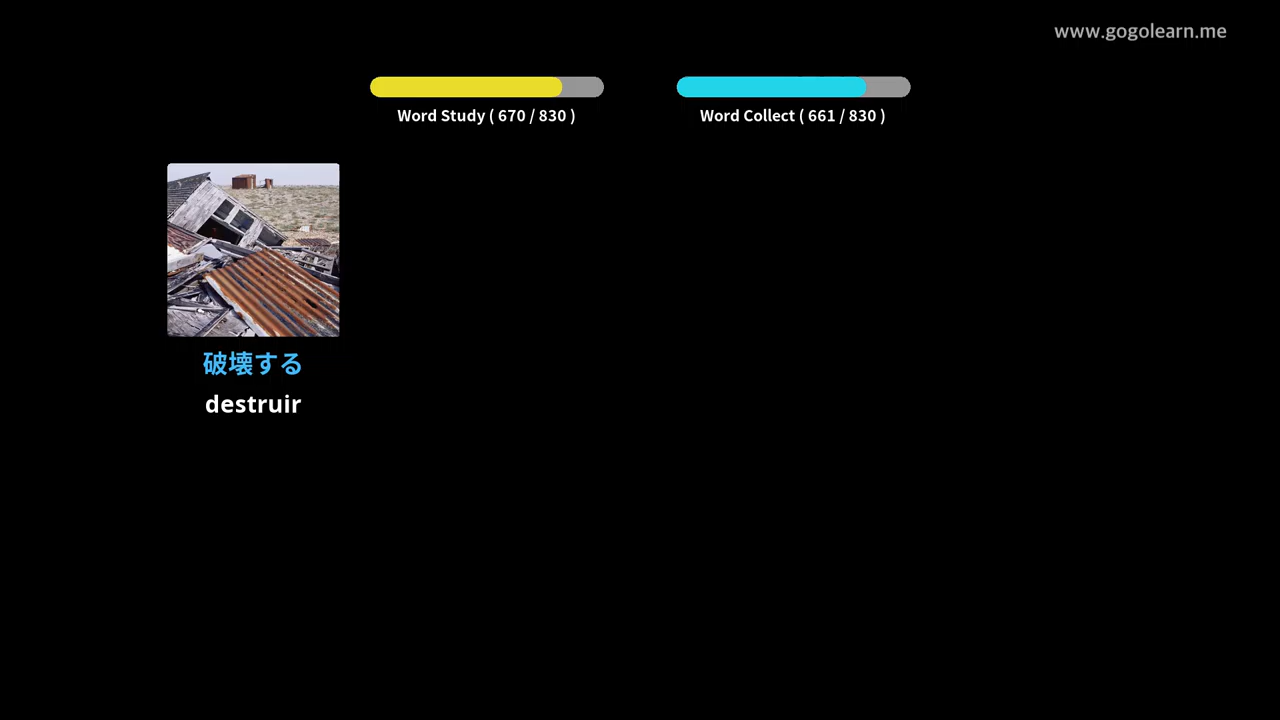 www.gogolearn.me
Word Study ( 670 / 830 )
Word Collect ( 661 / 830 )
破壊する
destruir